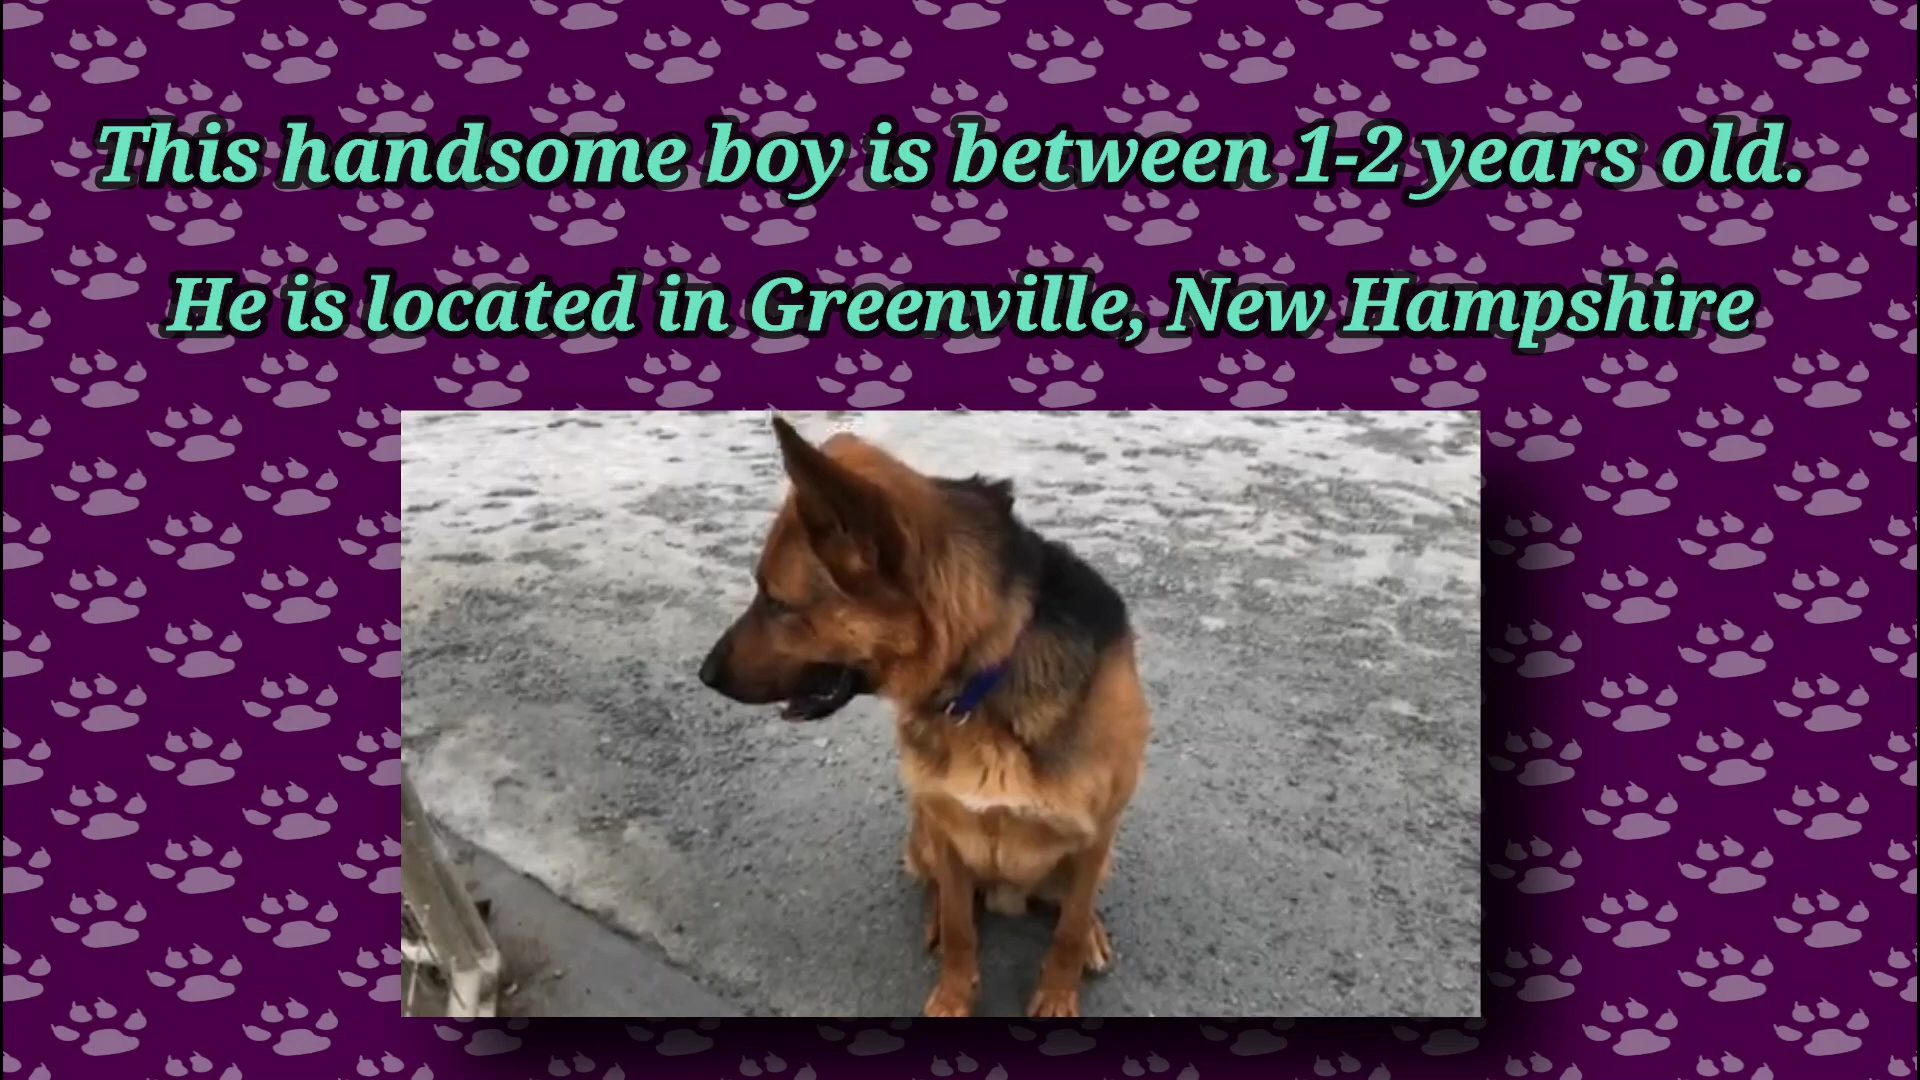 This handsome boy is between 1-2 years old.
He is located in Greenville, New Hampshire